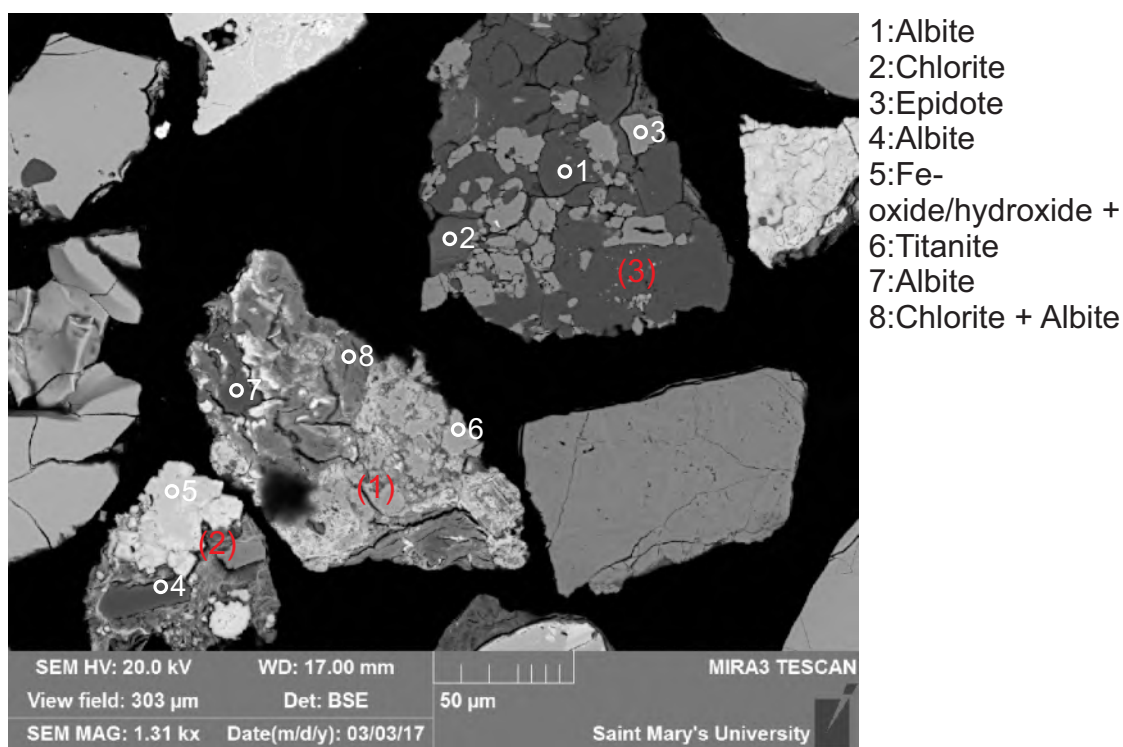 1:Albite
2:Chlorite
3:Epidote
4:Albite
5:Fe-
oxide/hydroxide +
6:Titanite
7:Albite
8:Chlorite + Albite
3
1
2
(3)
8
7
6
5
(1)
(2)
4
SEM HV: 20.0 kV WD: 17.00 mm MIRA3 TESCAN
View field: 303 µm Det: BSE 50 µm
SEM MAG: 1.31 kx Date(m/d/y): 03/03/17 Saint Mary's University